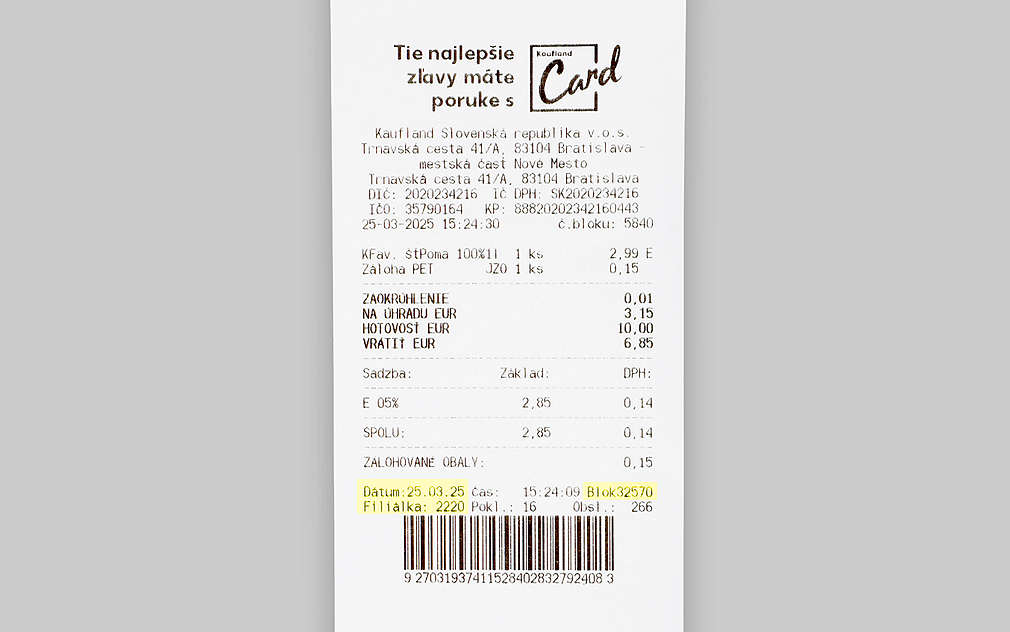 Tie najlepšie
zľavy máte
poruke s
Kaufland
Card
Kaufland Slovenská republika v.o.s.
Trnavská cesta 41/A, 83104 Bratislava -
mestská časť Nové Mesto
Trnavská cesta 41/A, 83104 Bratislava
DIČ: 2020234216 IČ DPH: SK2020234216
IČO: 35790164 KP: 88820202342160443
25-03-2025 15:24:30 č.bloku: 5840
KFav. šťPoma 100%1l 1 ks 2,99 E
Záloha PET JZO 1 ks 0,15
ZAOKRÚHLENIE 0,01
NA ÚHRADU EUR 3,15
HOTOVOSŤ EUR 10,00
VRÁTIŤ EUR 6,85
Sadzba: Základ: DPH:
E 05% 2,85 0,14
SPOLU: 2,85 0,14
ZÁLOHOVANÉ OBALY: 0,15
Dátum:25.03.25 Čas: 15:24:09 Blok32570
Filiálka: 2220 Pokl.: 16 Obsl.: 266
9 270319374115284028327924083